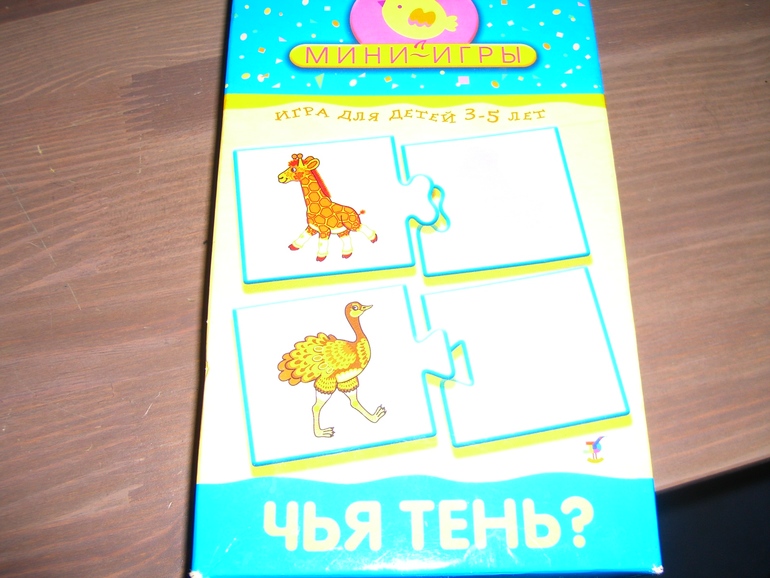 МИНИ-ИГРЫ
ИГРА ДЛЯ ДЕТЕЙ 3-5 ЛЕТ
ЧЬЯ ТЕНЬ?